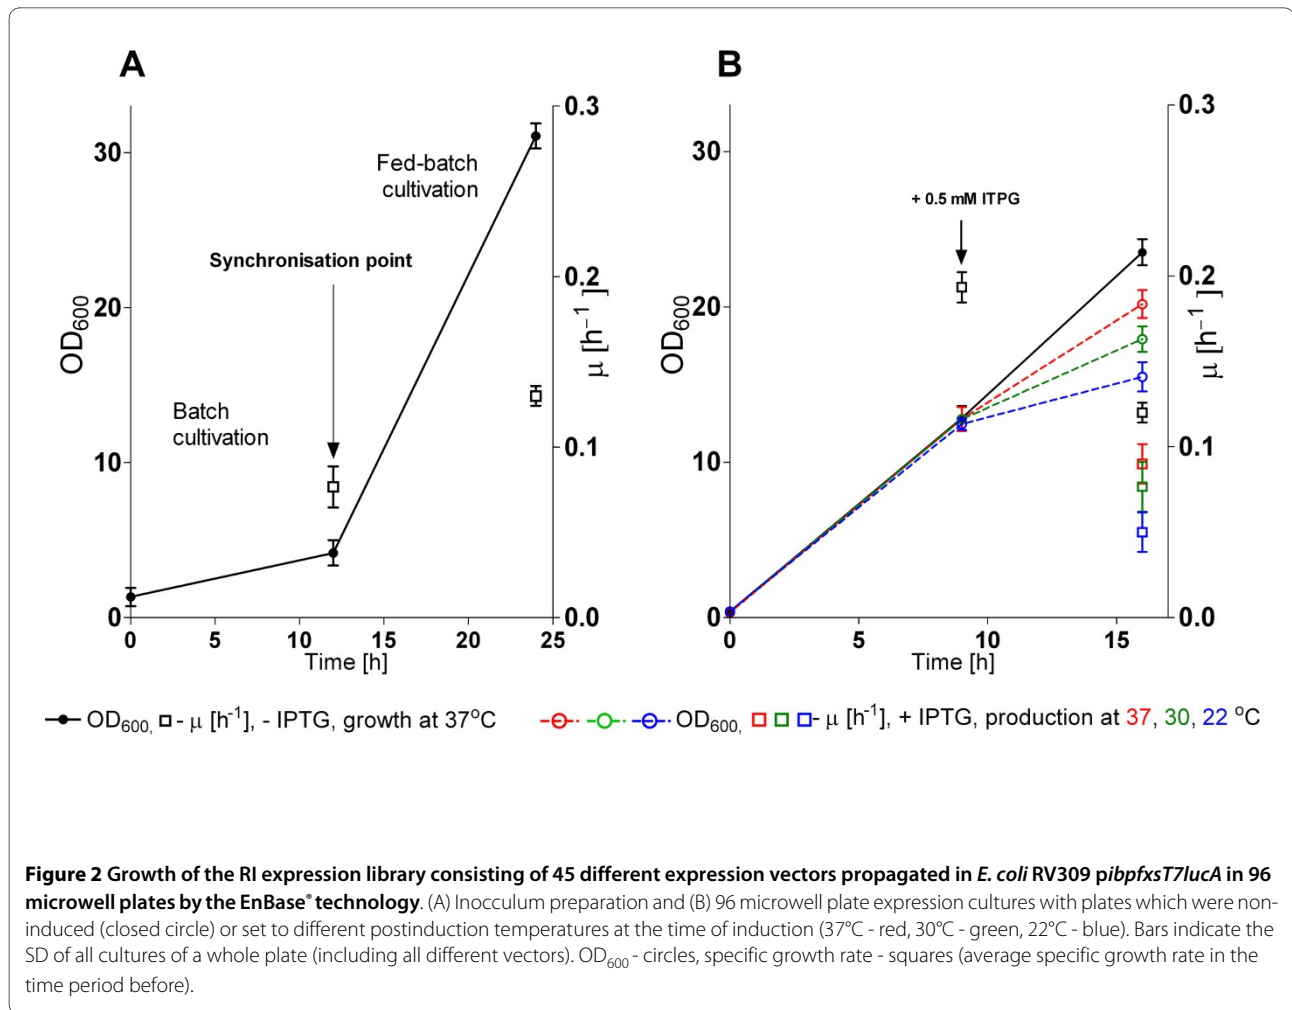 A
B
30
20
10
0
OD600
0.3
0.2
0.1
0.0
μ [h⁻¹]
Fed-batch
cultivation
Synchronisation point
Batch
cultivation
0 5 10 15 20 25
Time [h]
30
20
10
0
OD600
0.3
0.2
0.1
0.0
μ [h⁻¹]
+ 0.5 mM ITPG
0 5 10 15
Time [h]
OD600, - μ [h-1], - IPTG, growth at 37°C
OD600, - μ [h-1], + IPTG, production at 37, 30, 22 °C
Figure 2 Growth of the RI expression library consisting of 45 different expression vectors propagated in E. coli RV309 pibpfxsT7lucA in 96
microwell plates by the EnBase® technology. (A) Inocculum preparation and (B) 96 microwell plate expression cultures with plates which were non-
induced (closed circle) or set to different postinduction temperatures at the time of induction (37°C - red, 30°C - green, 22°C - blue). Bars indicate the
SD of all cultures of a whole plate (including all different vectors). OD600 - circles, specific growth rate - squares (average specific growth rate in the
time period before).